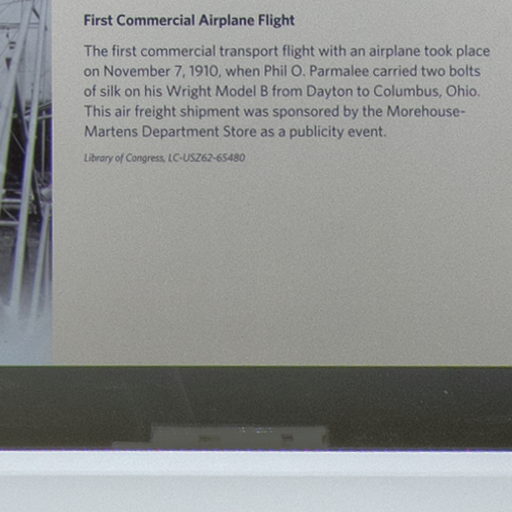 First Commercial Airplane Flight
The first commercial transport flight with an airplane took place
on November 7, 1910, when Phil O. Parmalee carried two bolts
of silk on his Wright Model B from Dayton to Columbus, Ohio.
This air freight shipment was sponsored by the Morehouse-
Martens Department Store as a publicity event.
Library of Congress, LC-USZ62-65480